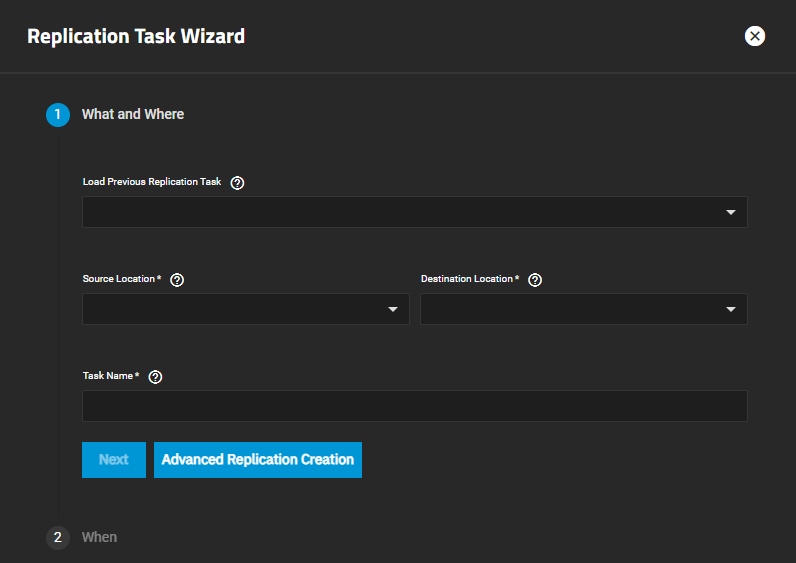 Replication Task Wizard
1 What and Where
Load Previous Replication Task
Source Location * Destination Location *
Task Name *
Next Advanced Replication Creation
2 When